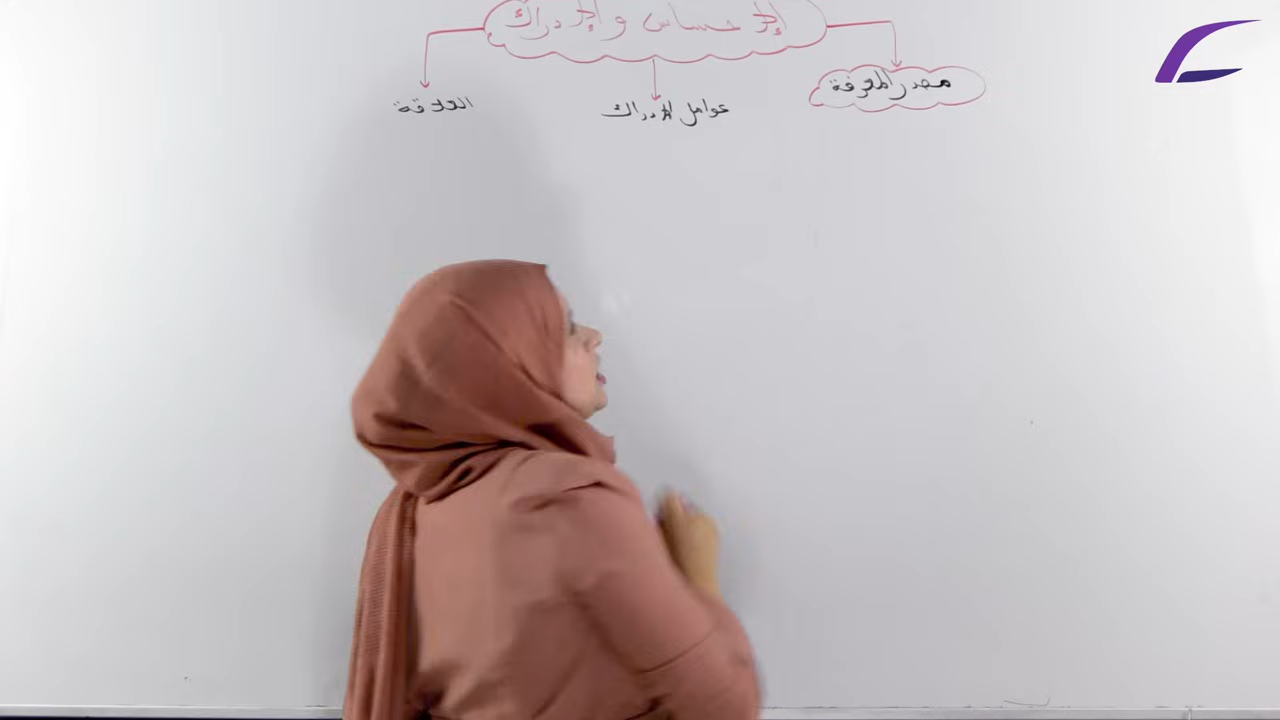 الإحساس والإدراك
مصدر المعرفة
عوامل الإدراك
العلاقة